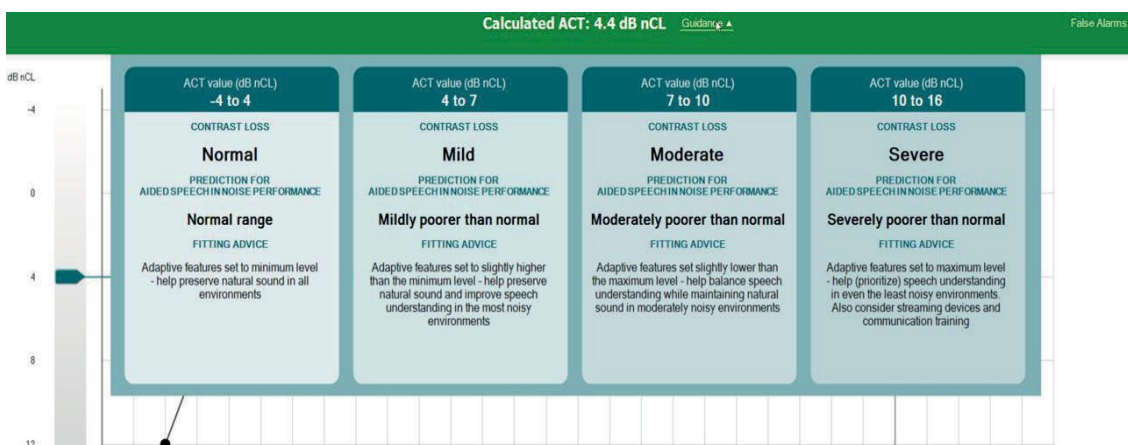 Calculated ACT: 4.4 dB nCL Guidance ▲
False Alarms
dB nCL
-4
0
4
8
12
ACT value (dB nCL)
-4 to 4
CONTRAST LOSS
Normal
PREDICTION FOR
AIDED SPEECH IN NOISE PERFORMANCE
Normal range
FITTING ADVICE
Adaptive features set to minimum level
- help preserve natural sound in all
environments
ACT value (dB nCL)
4 to 7
CONTRAST LOSS
Mild
PREDICTION FOR
AIDED SPEECH IN NOISE PERFORMANCE
Mildly poorer than normal
FITTING ADVICE
Adaptive features set to slightly higher
than the minimum level - help preserve
natural sound and improve speech
understanding in the most noisy
environments
ACT value (dB nCL)
7 to 10
CONTRAST LOSS
Moderate
PREDICTION FOR
AIDED SPEECH IN NOISE PERFORMANCE
Moderately poorer than normal
FITTING ADVICE
Adaptive features set slightly lower than
the maximum level - help balance speech
understanding while maintaining natural
sound in moderately noisy environments
ACT value (dB nCL)
10 to 16
CONTRAST LOSS
Severe
PREDICTION FOR
AIDED SPEECH IN NOISE PERFORMANCE
Severely poorer than normal
FITTING ADVICE
Adaptive features set to maximum level
- help (prioritize) speech understanding
in even the least noisy environments.
Also consider streaming devices and
communication training